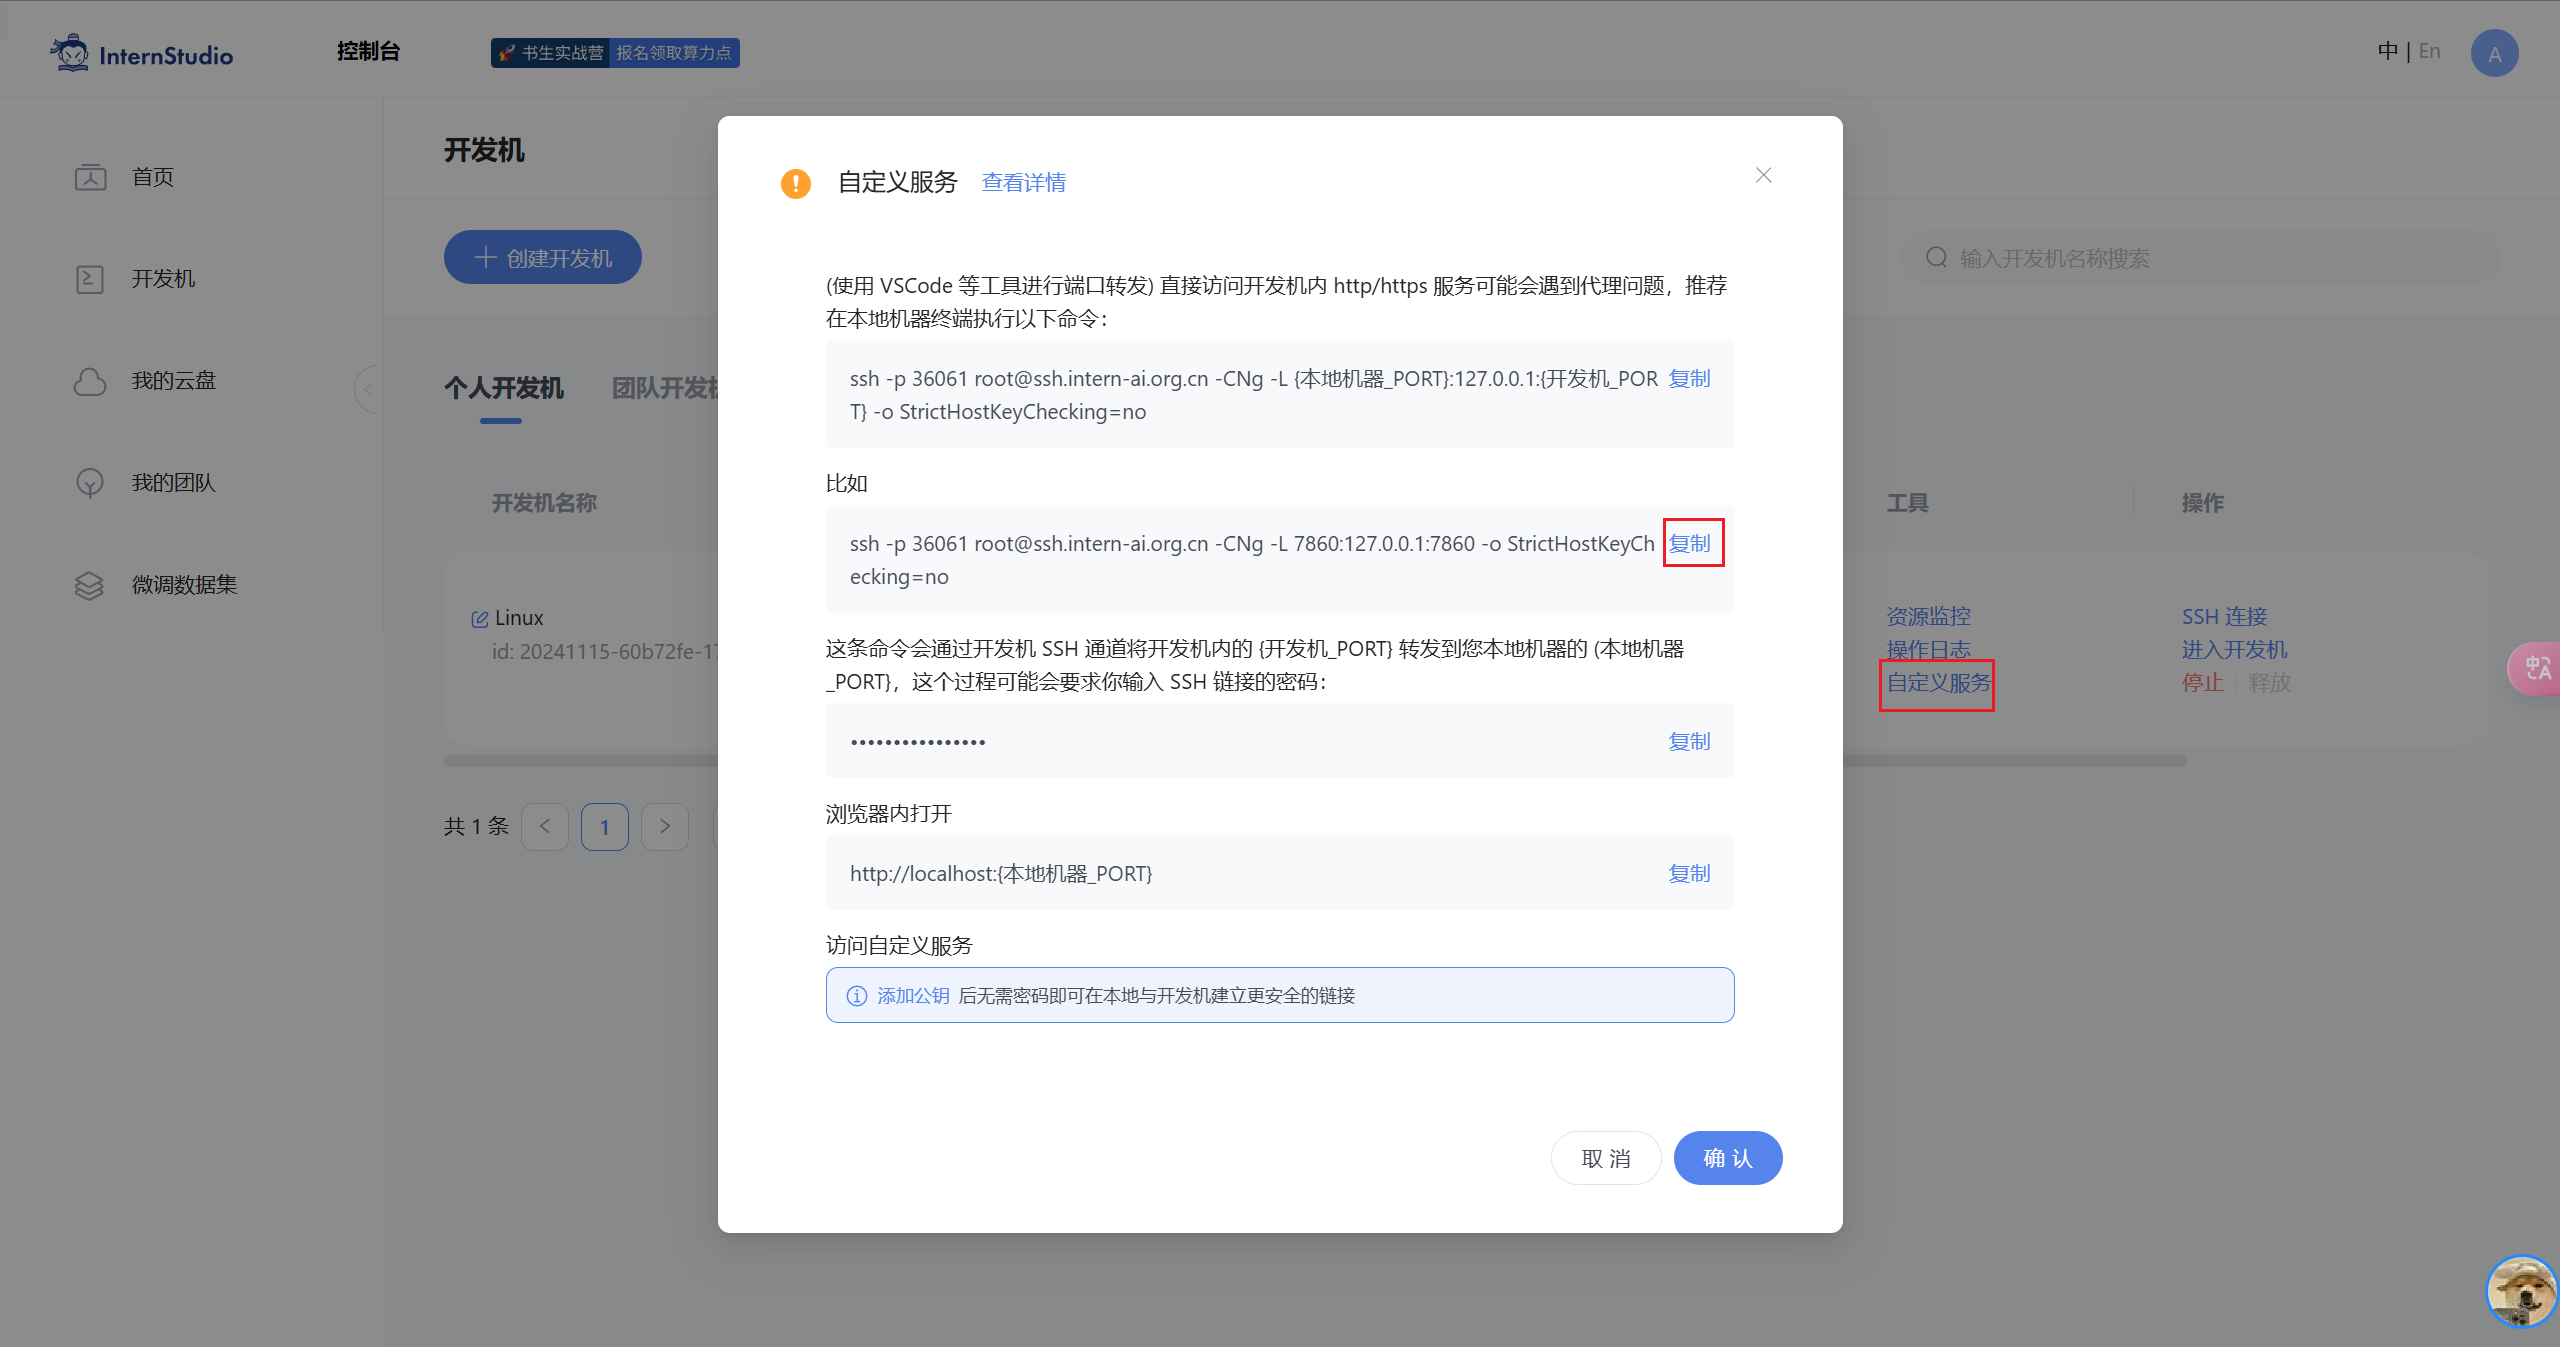 InternStudio
控制台
书生实战营 报名领取算力点
中 | En
A
首页
开发机
我的云盘
我的团队
微调数据集
开发机
创建开发机
输入开发机名称搜索
个人开发机
团队开发机
开发机名称
工具
操作
Linux
id: 20241115-60b72fe-17
资源监控
操作日志
自定义服务
SSH 连接
进入开发机
停止 释放
共 1 条
1
自定义服务 查看详情
(使用 VSCode 等工具进行端口转发) 直接访问开发机内 http/https 服务可能会遇到代理问题，推荐
在本地机器终端执行以下命令：
ssh -p 36061 root@ssh.intern-ai.org.cn -CNg -L {本地机器_PORT}:127.0.0.1:{开发机_POR 复制
T} -o StrictHostKeyChecking=no
比如
ssh -p 36061 root@ssh.intern-ai.org.cn -CNg -L 7860:127.0.0.1:7860 -o StrictHostKeyCh 复制
ecking=no
这条命令会通过开发机 SSH 通道将开发机内的 {开发机_PORT} 转发到您本地机器的 (本地机器
_PORT}，这个过程可能会要求你输入 SSH 链接的密码：
•••••••••••••••• 复制
浏览器内打开
http://localhost:{本地机器_PORT} 复制
访问自定义服务
添加公钥 后无需密码即可在本地与开发机建立更安全的链接
取 消
确 认
中A